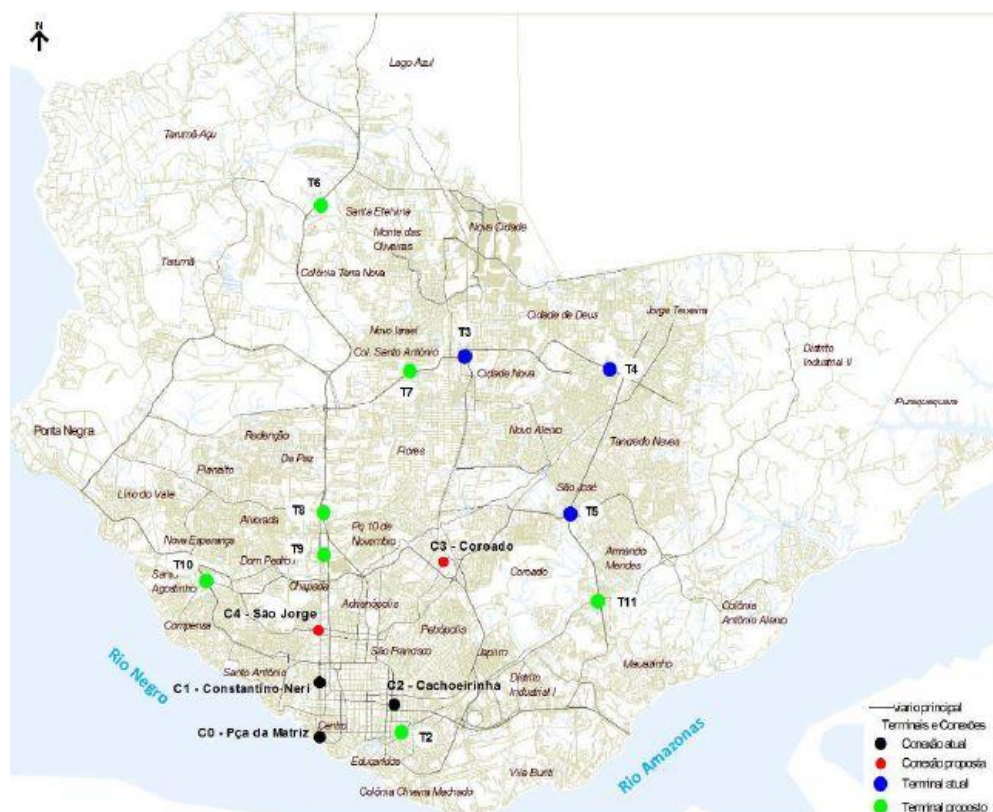 N
Lago Azul
Tarumã-Açu
T6
Santa Etelvina
Nova Cidade
Monte das
Oliveiras
Tarumã
Colônia Terra Nova
Jorge Teixeira
Cidade de Deus
Novo Israel
T3
Distrito
Industrial II
Col. Santo Antônio
T4
Cidade Nova
T7
Puraquequara
Ponta Negra
Redenção
Novo Aleixo
Da Paz
Flores
Tancredo Neves
Planalto
Lírio do Vale
São José
T8
Alvorada
T5
Pq 10 de
Novembro
Nova Esperança
C3 - Coroado
T9
Dom Pedro I
Armando
Mendes
T10
Santo
Agostinho
Coroado
Chapada
T11
Adrianópolis
Colônia
Antônio Aleixo
C4 - São Jorge
Compensa
Petrópolis
São Francisco
Japiim
Rio Negro
Santo Antônio
Mauazinho
C1 - Constantino Neri
C2 - Cachoeirinha
Distrito
Industrial I
viario principal
Centro
C0 - Pça da Matriz
T2
Terminais e Conexões
Conexão atual
Educandos
Rio Amazonas
Conexão proposta
Vila Buriti
Terminal atual
Colônia Oliveira Machado
Terminal proposto